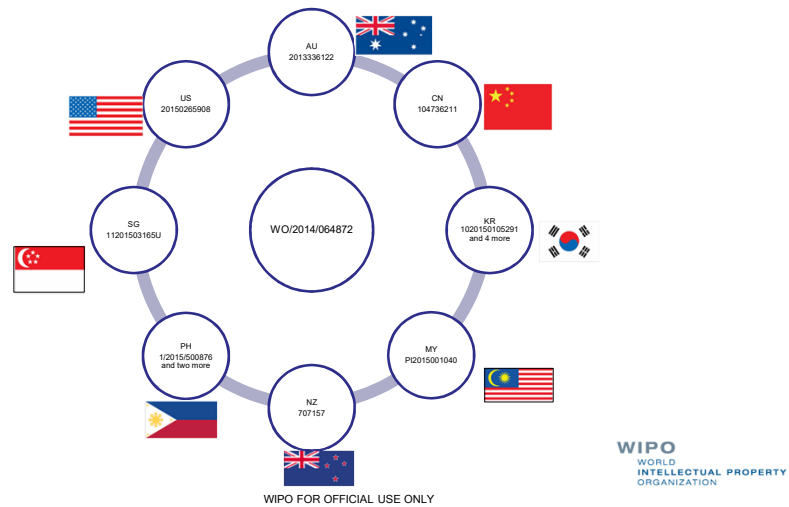 AU
2013336122
CN
104736211
KR
1020150105291
and 4 more
MY
PI2015001040
NZ
707157
PH
1/2015/500876
and two more
SG
11201503165U
US
20150265908
WO/2014/064872
WIPO
WORLD
INTELLECTUAL PROPERTY
ORGANIZATION
WIPO FOR OFFICIAL USE ONLY